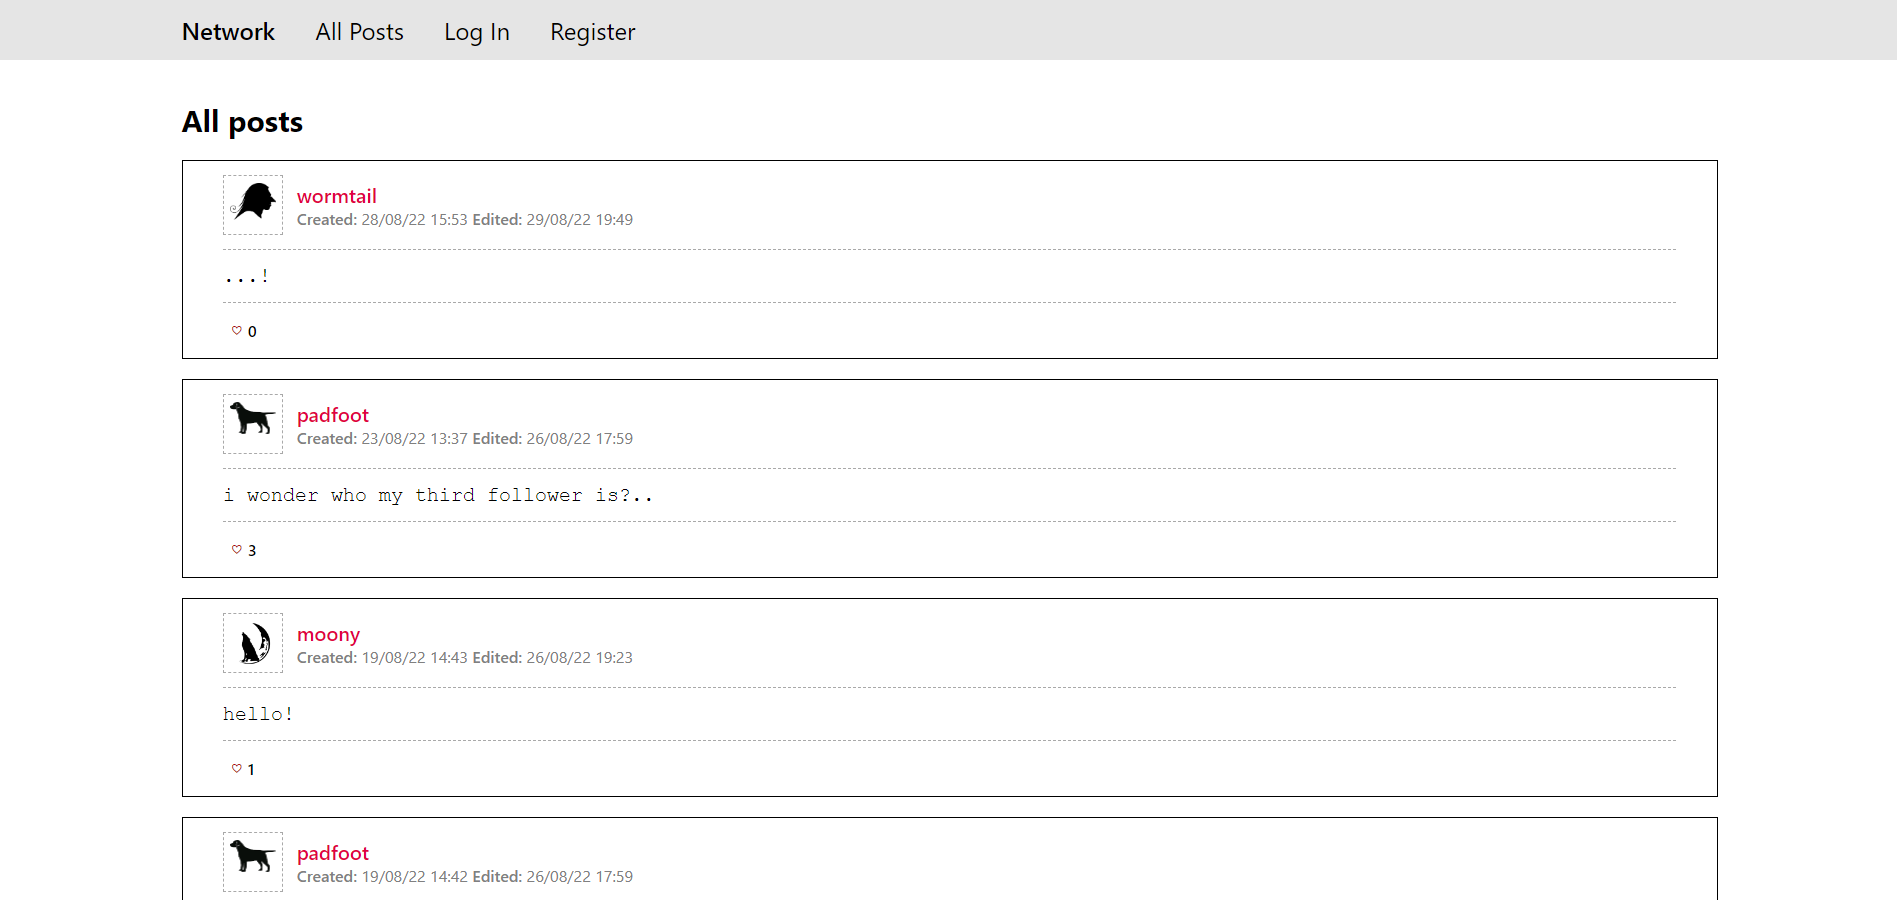 Network All Posts Log In Register
All posts
wormtail
Created: 28/08/22 15:53 Edited: 29/08/22 19:49
...!
0
padfoot
Created: 23/08/22 13:37 Edited: 26/08/22 17:59
i wonder who my third follower is?..
3
moony
Created: 19/08/22 14:43 Edited: 26/08/22 19:23
hello!
1
padfoot
Created: 19/08/22 14:42 Edited: 26/08/22 17:59